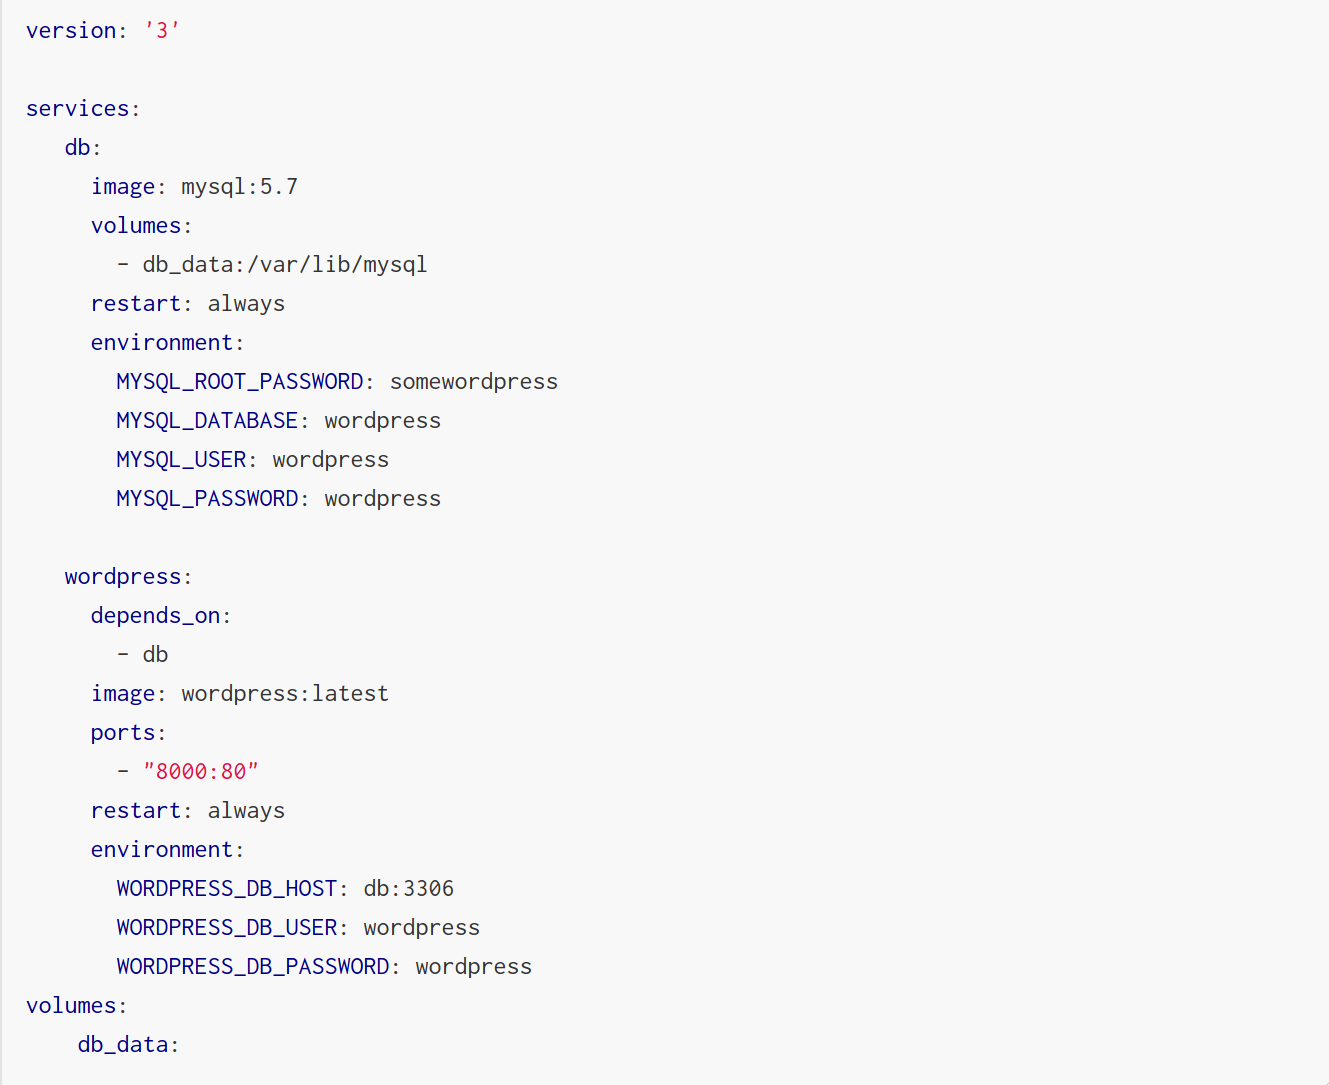 version: '3'

services:
   db:
     image: mysql:5.7
     volumes:
       - db_data:/var/lib/mysql
     restart: always
     environment:
       MYSQL_ROOT_PASSWORD: somewordpress
       MYSQL_DATABASE: wordpress
       MYSQL_USER: wordpress
       MYSQL_PASSWORD: wordpress

   wordpress:
     depends_on:
       - db
     image: wordpress:latest
     ports:
       - "8000:80"
     restart: always
     environment:
       WORDPRESS_DB_HOST: db:3306
       WORDPRESS_DB_USER: wordpress
       WORDPRESS_DB_PASSWORD: wordpress
volumes:
    db_data: